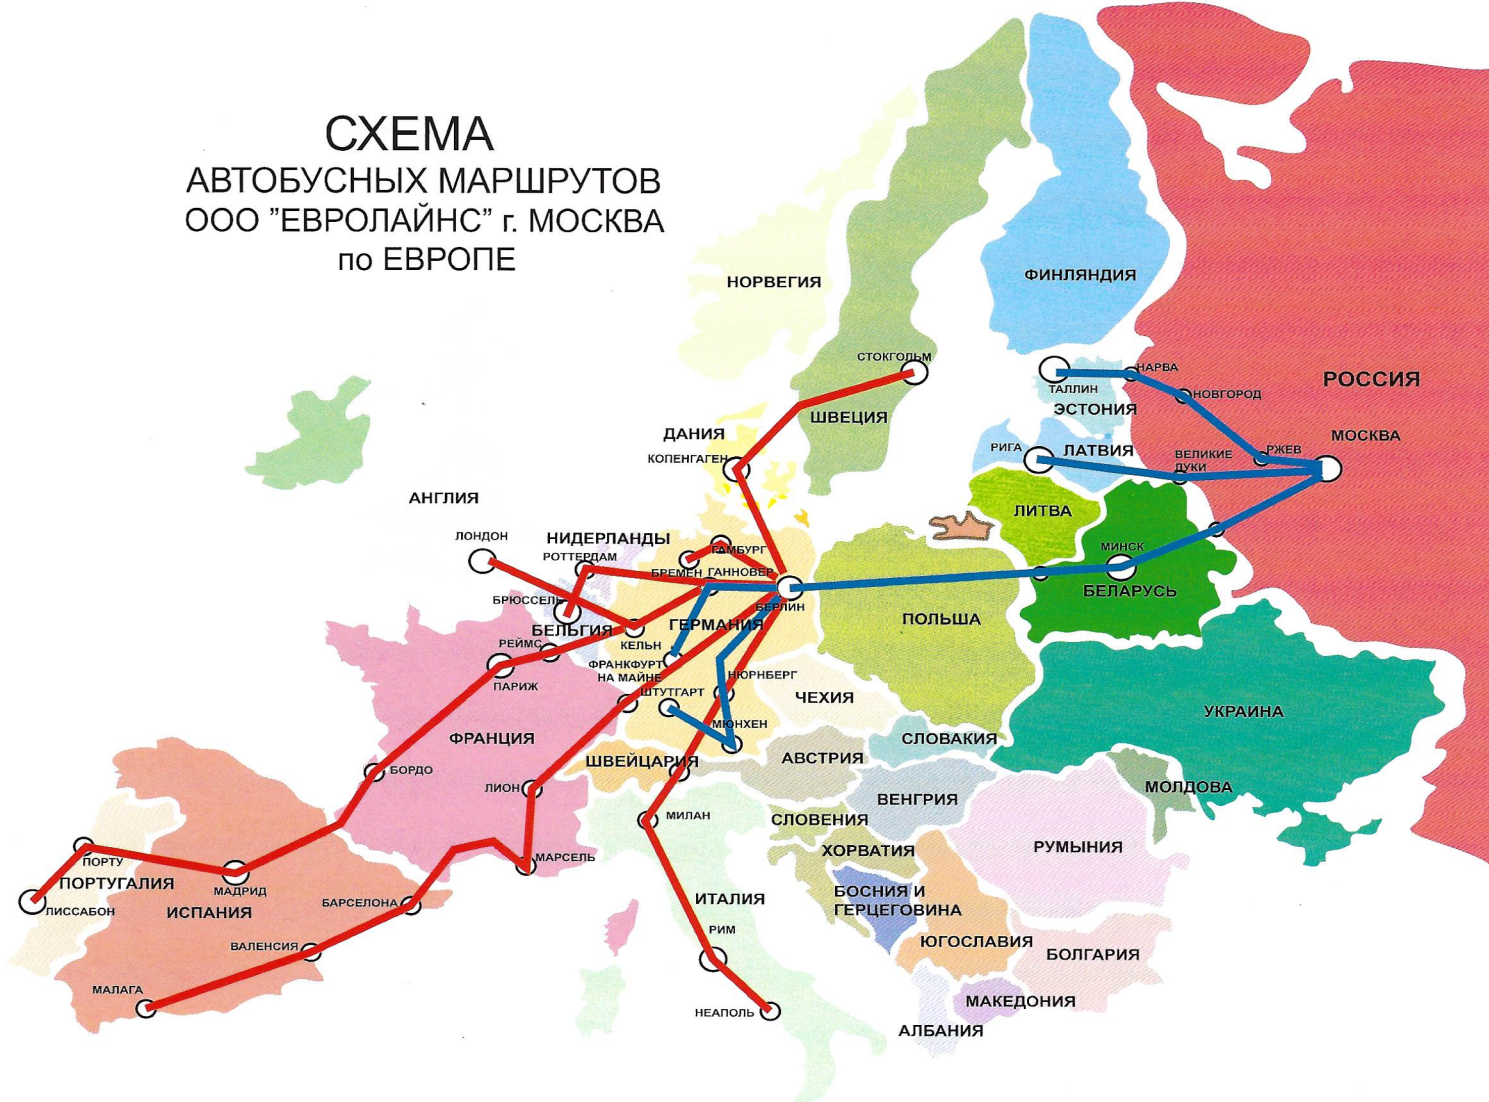 СХЕМА
АВТОБУСНЫХ МАРШРУТОВ
ООО "ЕВРОЛАЙНС" г. МОСКВА
по ЕВРОПЕ
НОРВЕГИЯ
ФИНЛЯНДИЯ
СТОКГОЛЬМ
НАРВА
ТАЛЛИН
НОВГОРОД
РОССИЯ
ЭСТОНИЯ
ШВЕЦИЯ
ДАНИЯ
МОСКВА
КОПЕНГАГЕН
РИГА
ЛАТВИЯ
ВЕЛИКИЕ
ЛУКИ
РЖЕВ
АНГЛИЯ
ЛИТВА
ЛОНДОН
НИДЕРЛАНДЫ
РОТТЕРДАМ
ГАМБУРГ
МИНСК
БРЕМЕН
ГАННОВЕР
БЕЛАРУСЬ
БРЮССЕЛЬ
БЕРЛИН
БЕЛЬГИЯ
ГЕРМАНИЯ
ПОЛЬША
РЕЙМС
КЕЛЬН
ФРАНКФУРТ
НА МАЙНЕ
ПАРИЖ
НЮРНБЕРГ
ШТУТГАРТ
ЧЕХИЯ
УКРАИНА
МЮНХЕН
ФРАНЦИЯ
СЛОВАКИЯ
ШВЕЙЦАРИЯ
АВСТРИЯ
БОРДО
ЛИОН
МОЛДОВА
ВЕНГРИЯ
МИЛАН
СЛОВЕНИЯ
РУМЫНИЯ
ХОРВАТИЯ
МАРСЕЛЬ
ПОРТУ
ПОРТУГАЛИЯ
МАДРИД
БОСНИЯ И
ГЕРЦЕГОВИНА
ИТАЛИЯ
БАРСЕЛОНА
ЛИССАБОН
ИСПАНИЯ
РИМ
ЮГОСЛАВИЯ
ВАЛЕНСИЯ
БОЛГАРИЯ
МАЛАГА
МАКЕДОНИЯ
НЕАПОЛЬ
АЛБАНИЯ